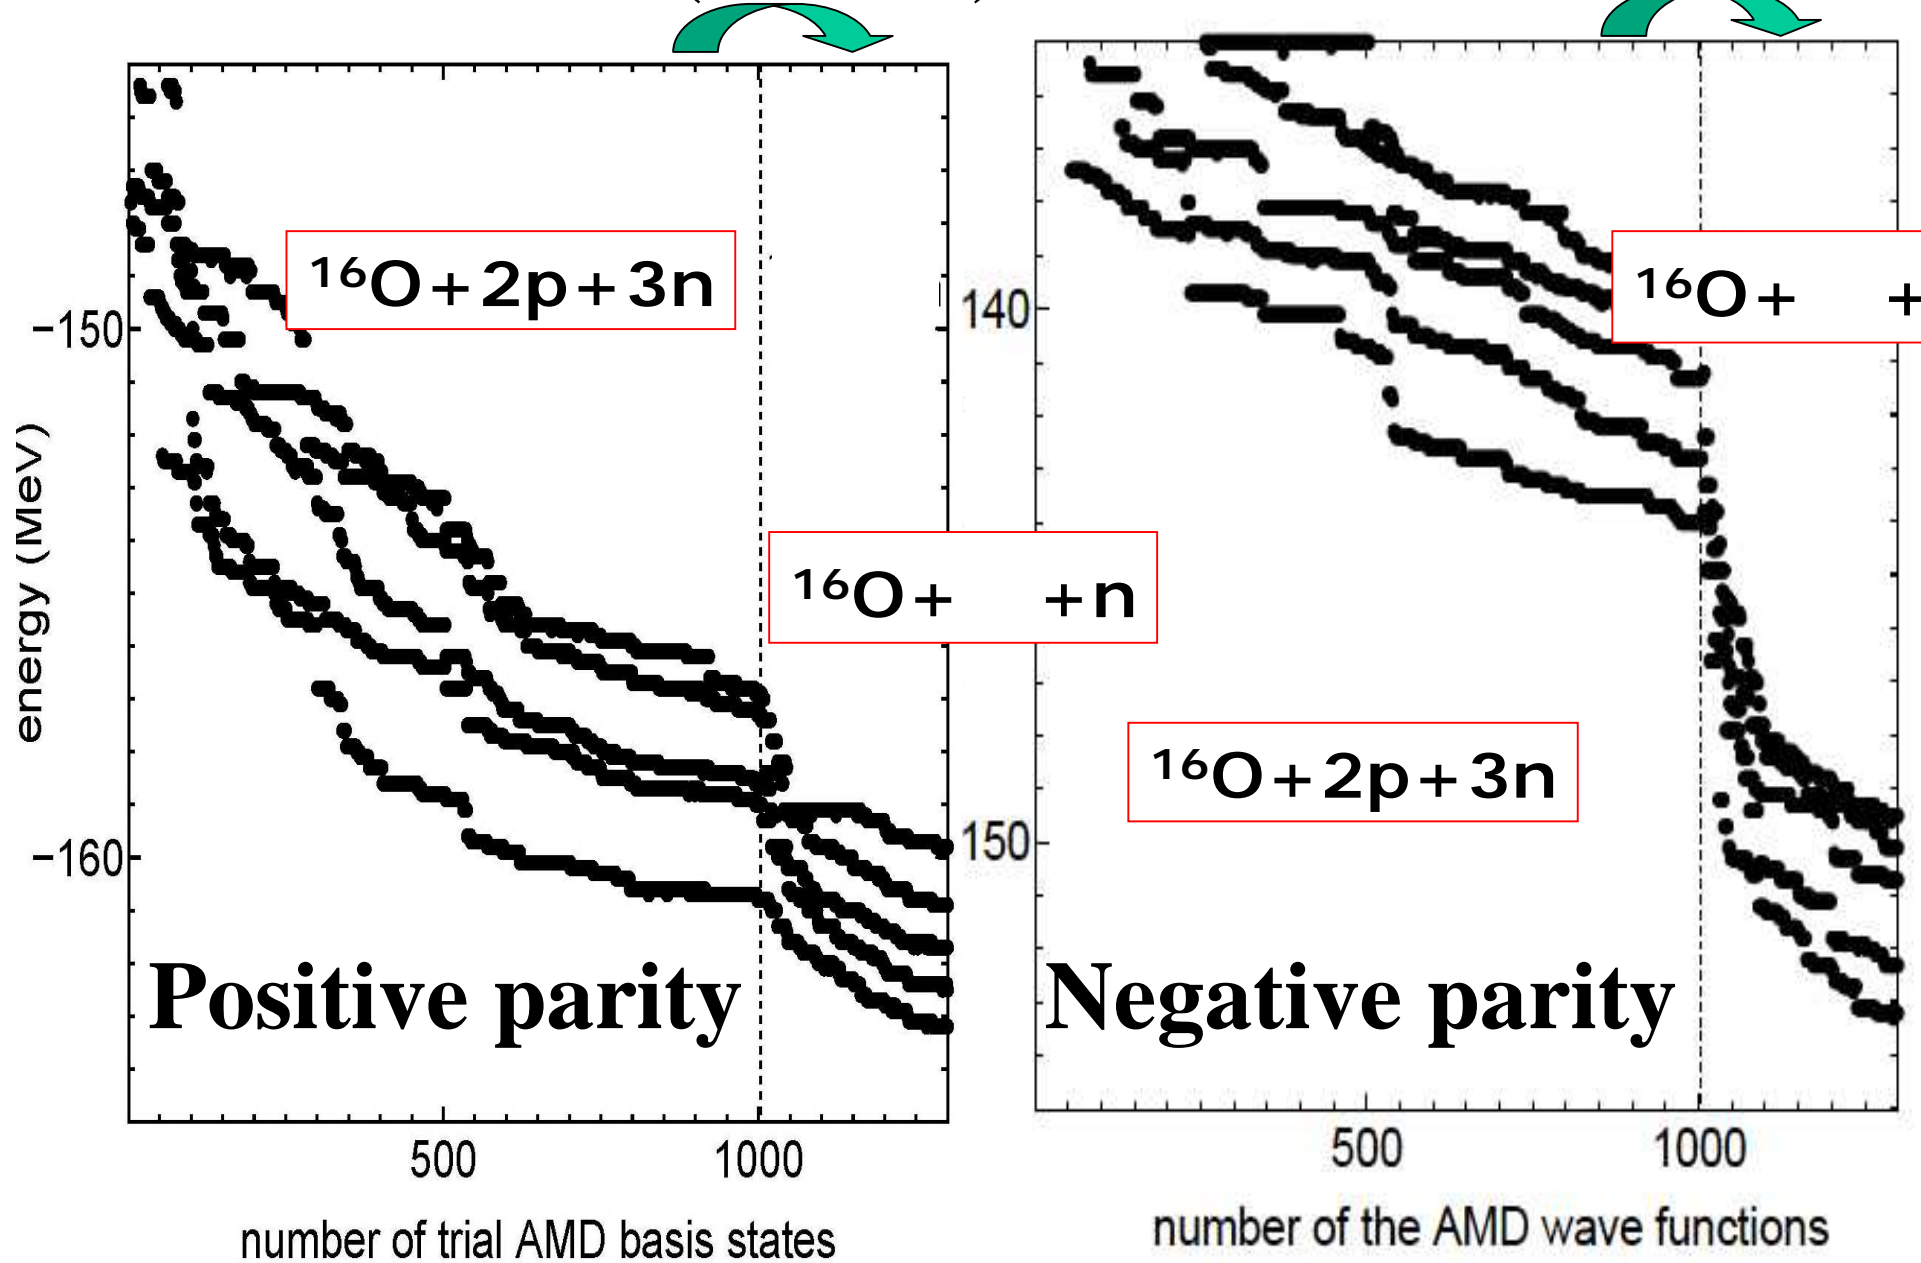 ¹⁶O+2p+3n
−150
energy (MeV)
−160
Positive parity
500
1000
number of trial AMD basis states
¹⁶O+ +n
¹⁶O+ +
140
¹⁶O+2p+3n
150
Negative parity
500
1000
number of the AMD wave functions